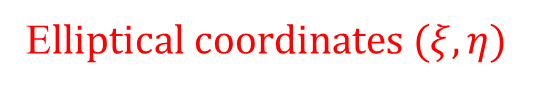 Elliptical coordinates (ξ, η)